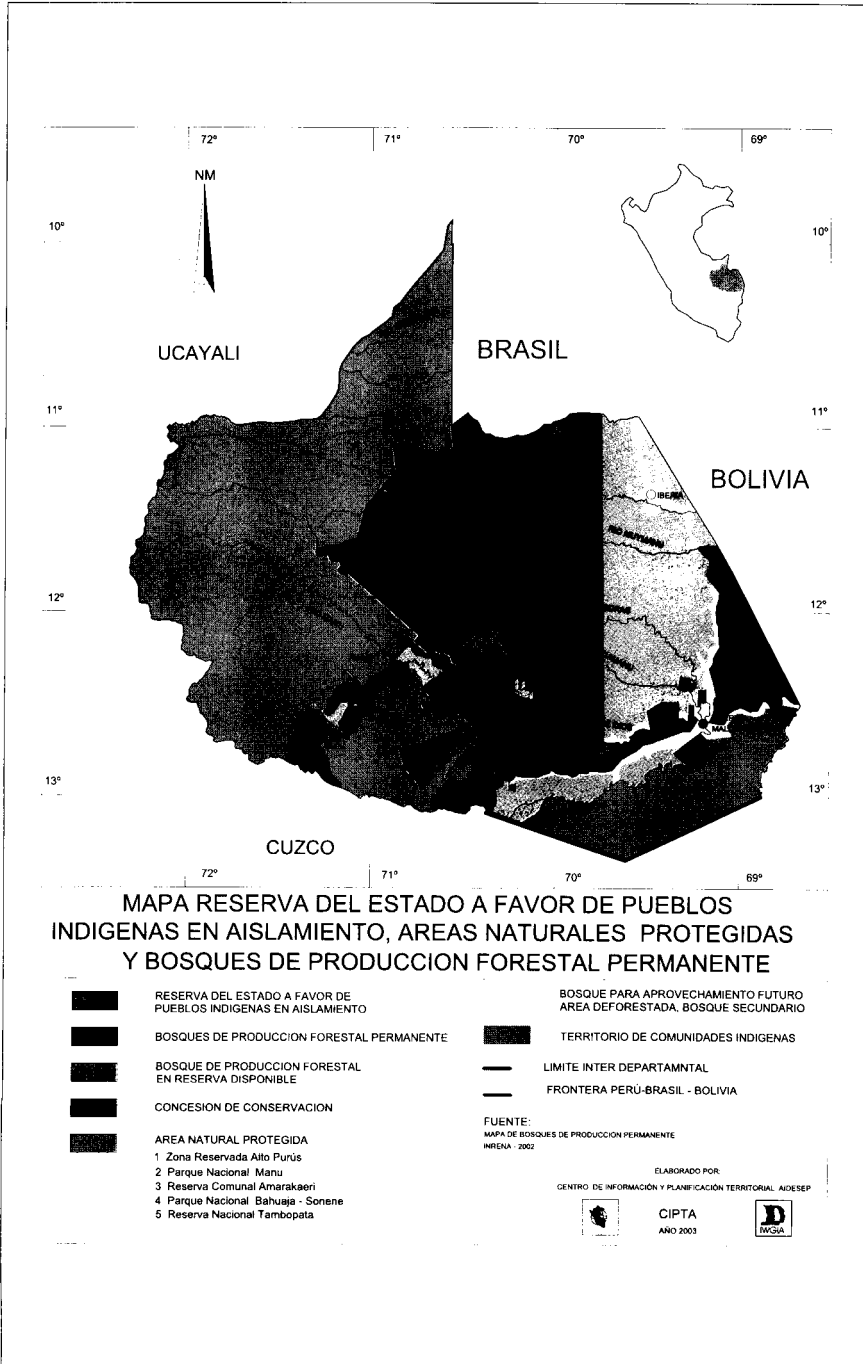 72° 71° 70° 69°
NM
10° 10°
UCAYALI BRASIL
11° 11°
BOLIVIA
IBERIA
12° 12°
MAL
13° 13°
CUZCO
72° 71° 70° 69°
MAPA RESERVA DEL ESTADO A FAVOR DE PUEBLOS
INDIGENAS EN AISLAMIENTO, AREAS NATURALES PROTEGIDAS
Y BOSQUES DE PRODUCCION FORESTAL PERMANENTE
RESERVA DEL ESTADO A FAVOR DE
PUEBLOS INDIGENAS EN AISLAMIENTO
BOSQUES DE PRODUCCION FORESTAL PERMANENTE
BOSQUE DE PRODUCCION FORESTAL
EN RESERVA DISPONIBLE
CONCESION DE CONSERVACION
AREA NATURAL PROTEGIDA
1 Zona Reservada Alto Purús
2 Parque Nacional Manu
3 Reserva Comunal Amarakaeri
4 Parque Nacional Bahuaja - Sonene
5 Reserva Nacional Tambopata
BOSQUE PARA APROVECHAMIENTO FUTURO
AREA DEFORESTADA, BOSQUE SECUNDARIO
TERRITORIO DE COMUNIDADES INDIGENAS
LIMITE INTER DEPARTAMNTAL
FRONTERA PERÚ-BRASIL - BOLIVIA
FUENTE:
MAPA DE BOSQUES DE PRODUCCION PERMANENTE
INRENA - 2002
ELABORADO POR:
CENTRO DE INFORMACIÓN Y PLANIFICACIÓN TERRITORIAL AIDESEP
CIPTA
AÑO 2003
IWGIA